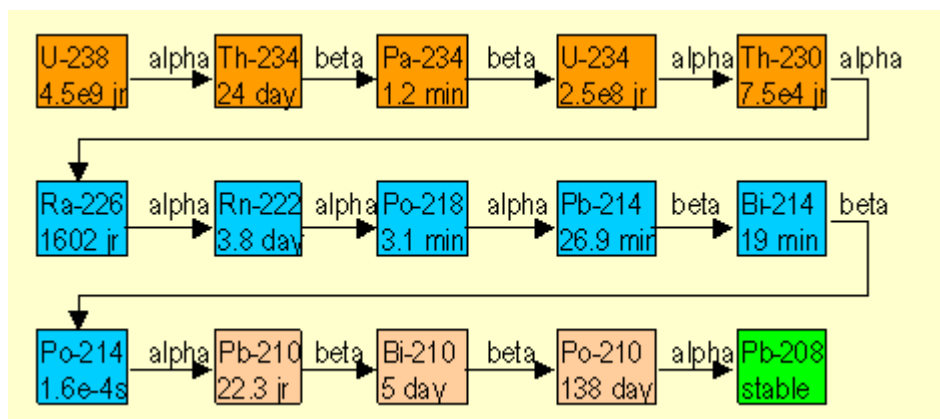 U-238 alpha Th-234 beta Pa-234 beta U-234 alpha Th-230 alpha
4.5e9 jr 24 day 1.2 min 2.5e8 jr 7.5e4 jr
Ra-226 alpha Rn-222 alpha Po-218 alpha Pb-214 beta Bi-214 beta
1602 jr 3.8 day 3.1 min 26.9 min 19 min
Po-214 alpha Pb-210 beta Bi-210 beta Po-210 alpha Pb-208
1.6e-4s 22.3 jr 5 day 138 day stable